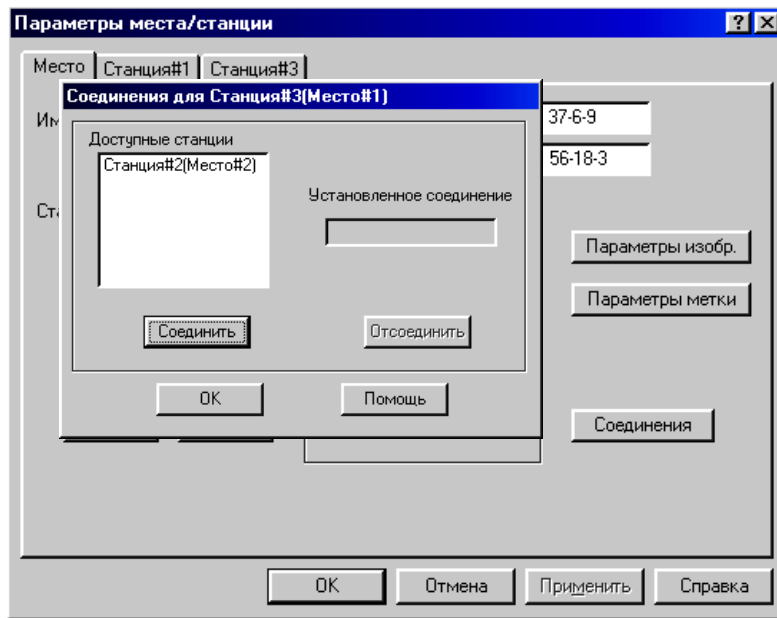 Параметры места/станции
Место Станция#1 Станция#3
Соединения для Станция#3(Место#1)
Доступные станции
Станция#2(Место#2)
Установленное соединение
Соединить
Отсоединить
ОК
Помощь
37-6-9
56-18-3
Параметры изобр.
Параметры метки
Соединения
ОК
Отмена
Применить
Справка